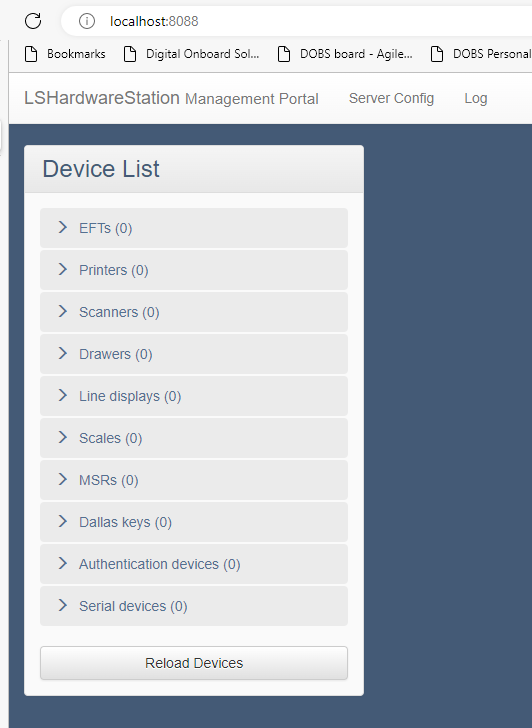 localhost:8088
Bookmarks Digital Onboard Sol... DOBS board - Agile... DOBS Personal
LSHardwareStation Management Portal Server Config Log
Device List
EFTs (0)
Printers (0)
Scanners (0)
Drawers (0)
Line displays (0)
Scales (0)
MSRs (0)
Dallas keys (0)
Authentication devices (0)
Serial devices (0)
Reload Devices